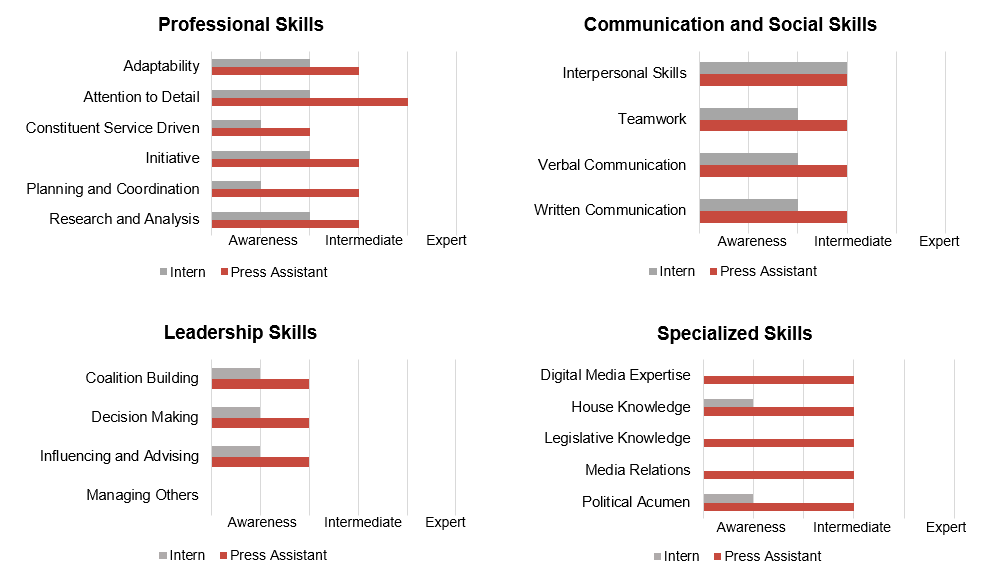 Professional Skills
Adaptability
Attention to Detail
Constituent Service Driven
Initiative
Planning and Coordination
Research and Analysis
Awareness Intermediate Expert
Intern Press Assistant
Communication and Social Skills
Interpersonal Skills
Teamwork
Verbal Communication
Written Communication
Awareness Intermediate Expert
Intern Press Assistant
Leadership Skills
Coalition Building
Decision Making
Influencing and Advising
Managing Others
Awareness Intermediate Expert
Intern Press Assistant
Specialized Skills
Digital Media Expertise
House Knowledge
Legislative Knowledge
Media Relations
Political Acumen
Awareness Intermediate Expert
Intern Press Assistant